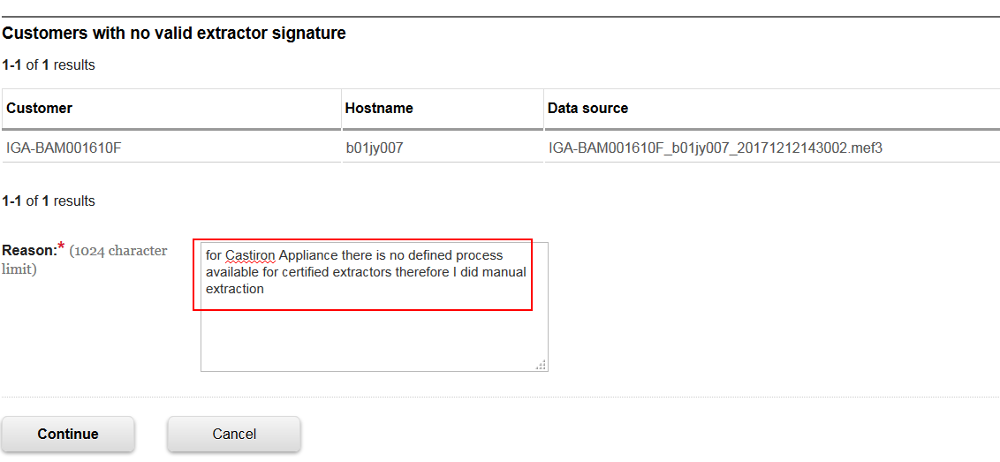 Customers with no valid extractor signature
1-1 of 1 results
Customer Hostname Data source
IGA-BAM001610F b01jy007 IGA-BAM001610F_b01jy007_20171212143002.mef3
1-1 of 1 results
Reason:* (1024 character
limit)
for Castiron Appliance there is no defined process
available for certified extractors therefore I did manual
extraction
Continue Cancel